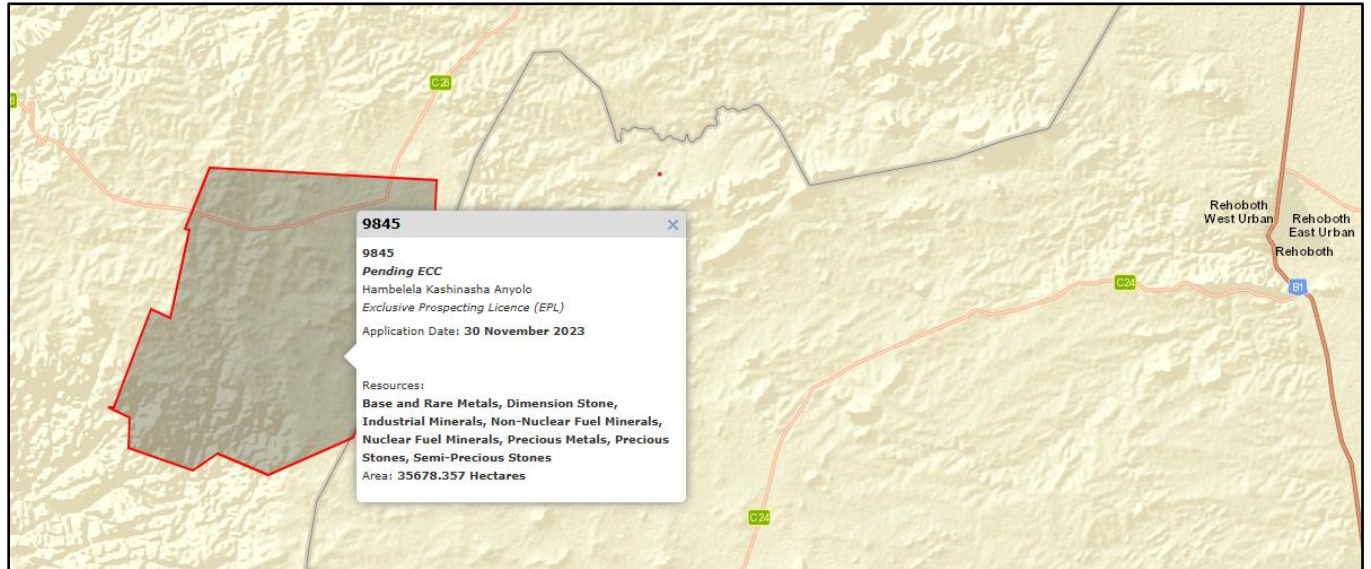 C26
6
9845
×
9845
Pending ECC
Hambelela Kashinasha Anyolo
Exclusive Prospecting Licence (EPL)
Application Date: 30 November 2023
Resources:
Base and Rare Metals, Dimension Stone,
Industrial Minerals, Non-Nuclear Fuel Minerals,
Nuclear Fuel Minerals, Precious Metals, Precious
Stones, Semi-Precious Stones
Area: 35678.357 Hectares
Rehoboth
West Urban
Rehoboth
East Urban
Rehoboth
C24
B1
C24